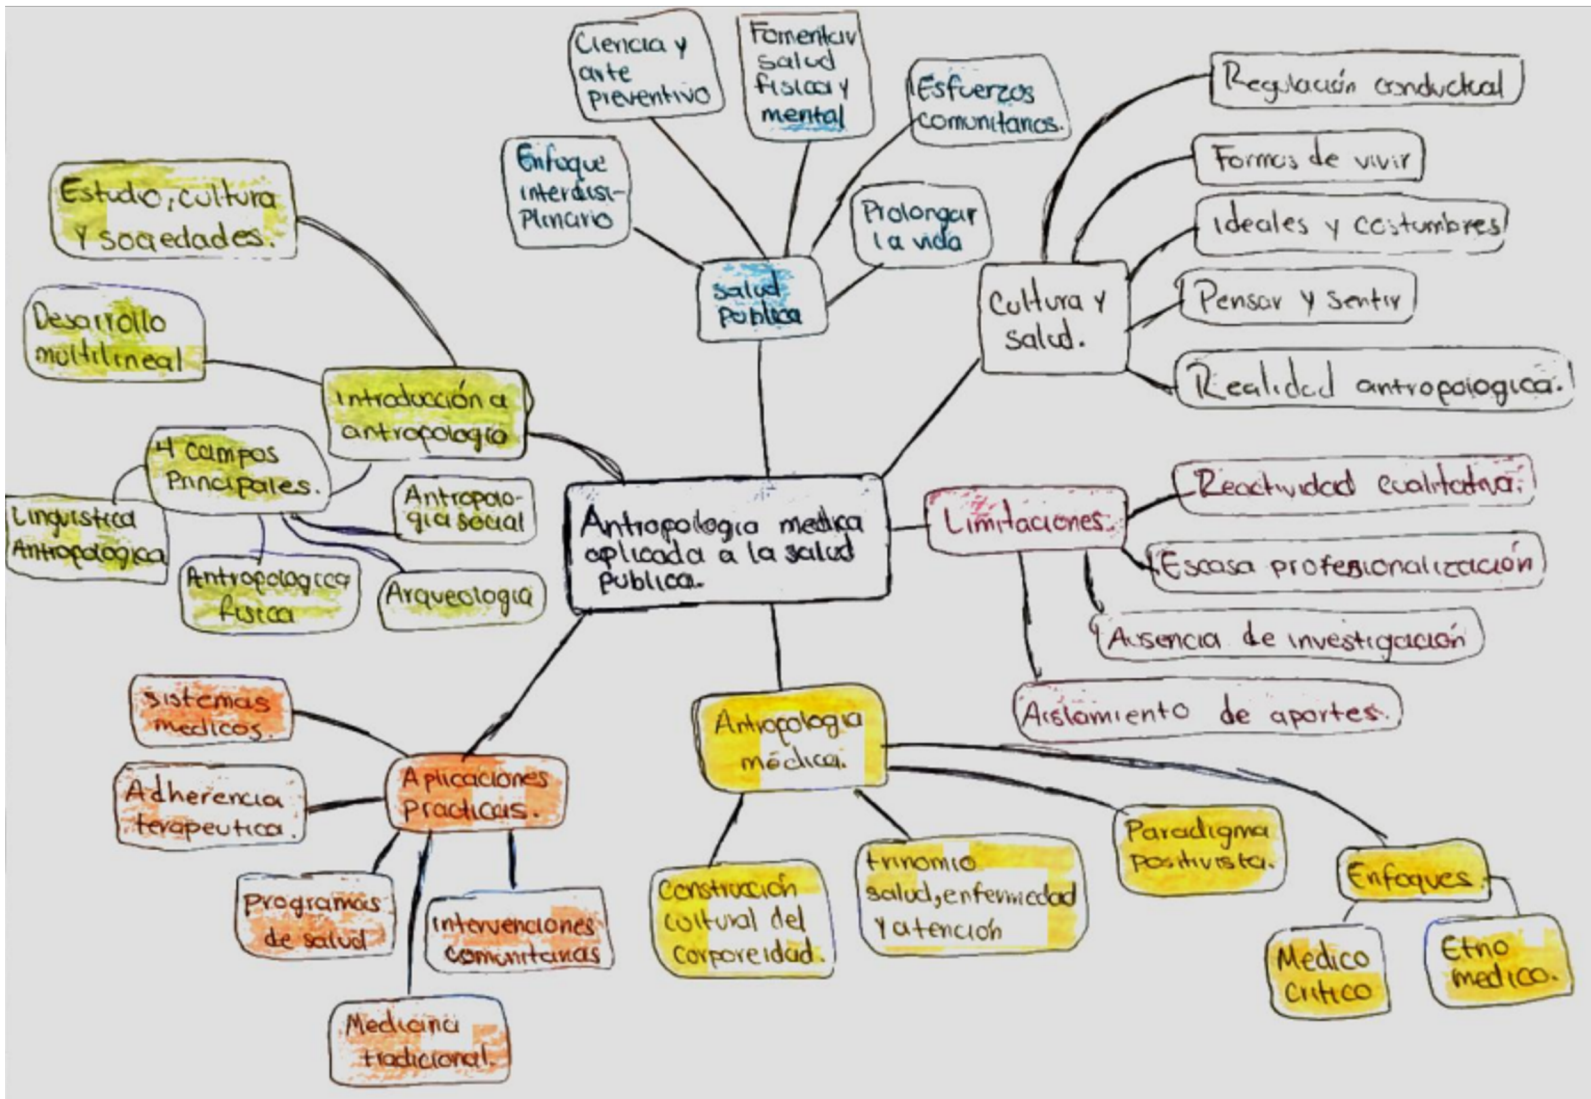 Ciencia y
arte
preventivo
Fomentar
salud
física y
mental
Esfuerzos
comunitarios.
Enfoque
interdisi-
plinario
Prolongar
la vida
salud
publica
Regulación conductual
Formas de vivir
Ideales y costumbres
Pensar y sentir
Realidad antropologica.
Cultura y
salud.
Estudio, cultura
y sociedades.
Desarrollo
multilineal
introducción a
antropologia
4 campos
Principales.
Linguistica
Antropologica
Antropolo-
gia social
Antropologica
fisica
Arqueologia
Antropologia medica
aplicada a la salud
publica.
Limitaciones.
Reactividad cualitativa.
Escasa profesionalización
Ausencia de investigación
Aislamiento de aportes.
sistemas
medicos.
Adherencia
terapeutica.
Aplicaciones
practicas.
programas
de salud
intervenciones
comunitarias
Medicina
tradicional.
Antropologia
médica.
Construcción
cultural del
corporeidad.
trinomio
salud, enfermedad
y atención
Paradigma
positivista.
Enfoques.
Medico
critico
Etno
medico.